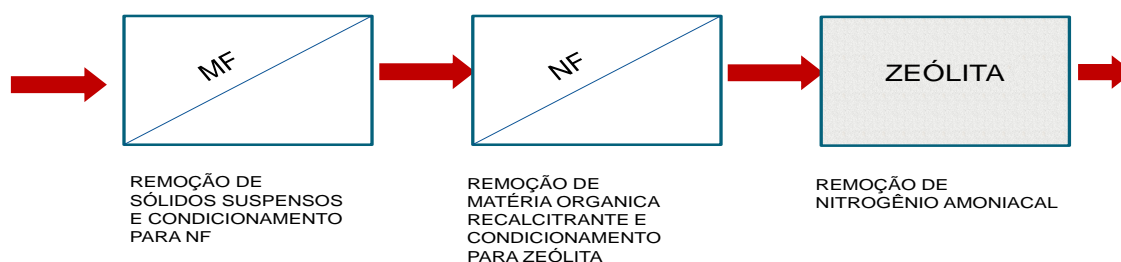 MF
NF
ZEÓLITA
REMOÇÃO DE
SÓLIDOS SUSPENSOS
E CONDICIONAMENTO
PARA NF
REMOÇÃO DE
MATÉRIA ORGANICA
RECALCITRANTE E
CONDICIONAMENTO
PARA ZEÓLITA
REMOÇÃO DE
NITROGÊNIO AMONIACAL